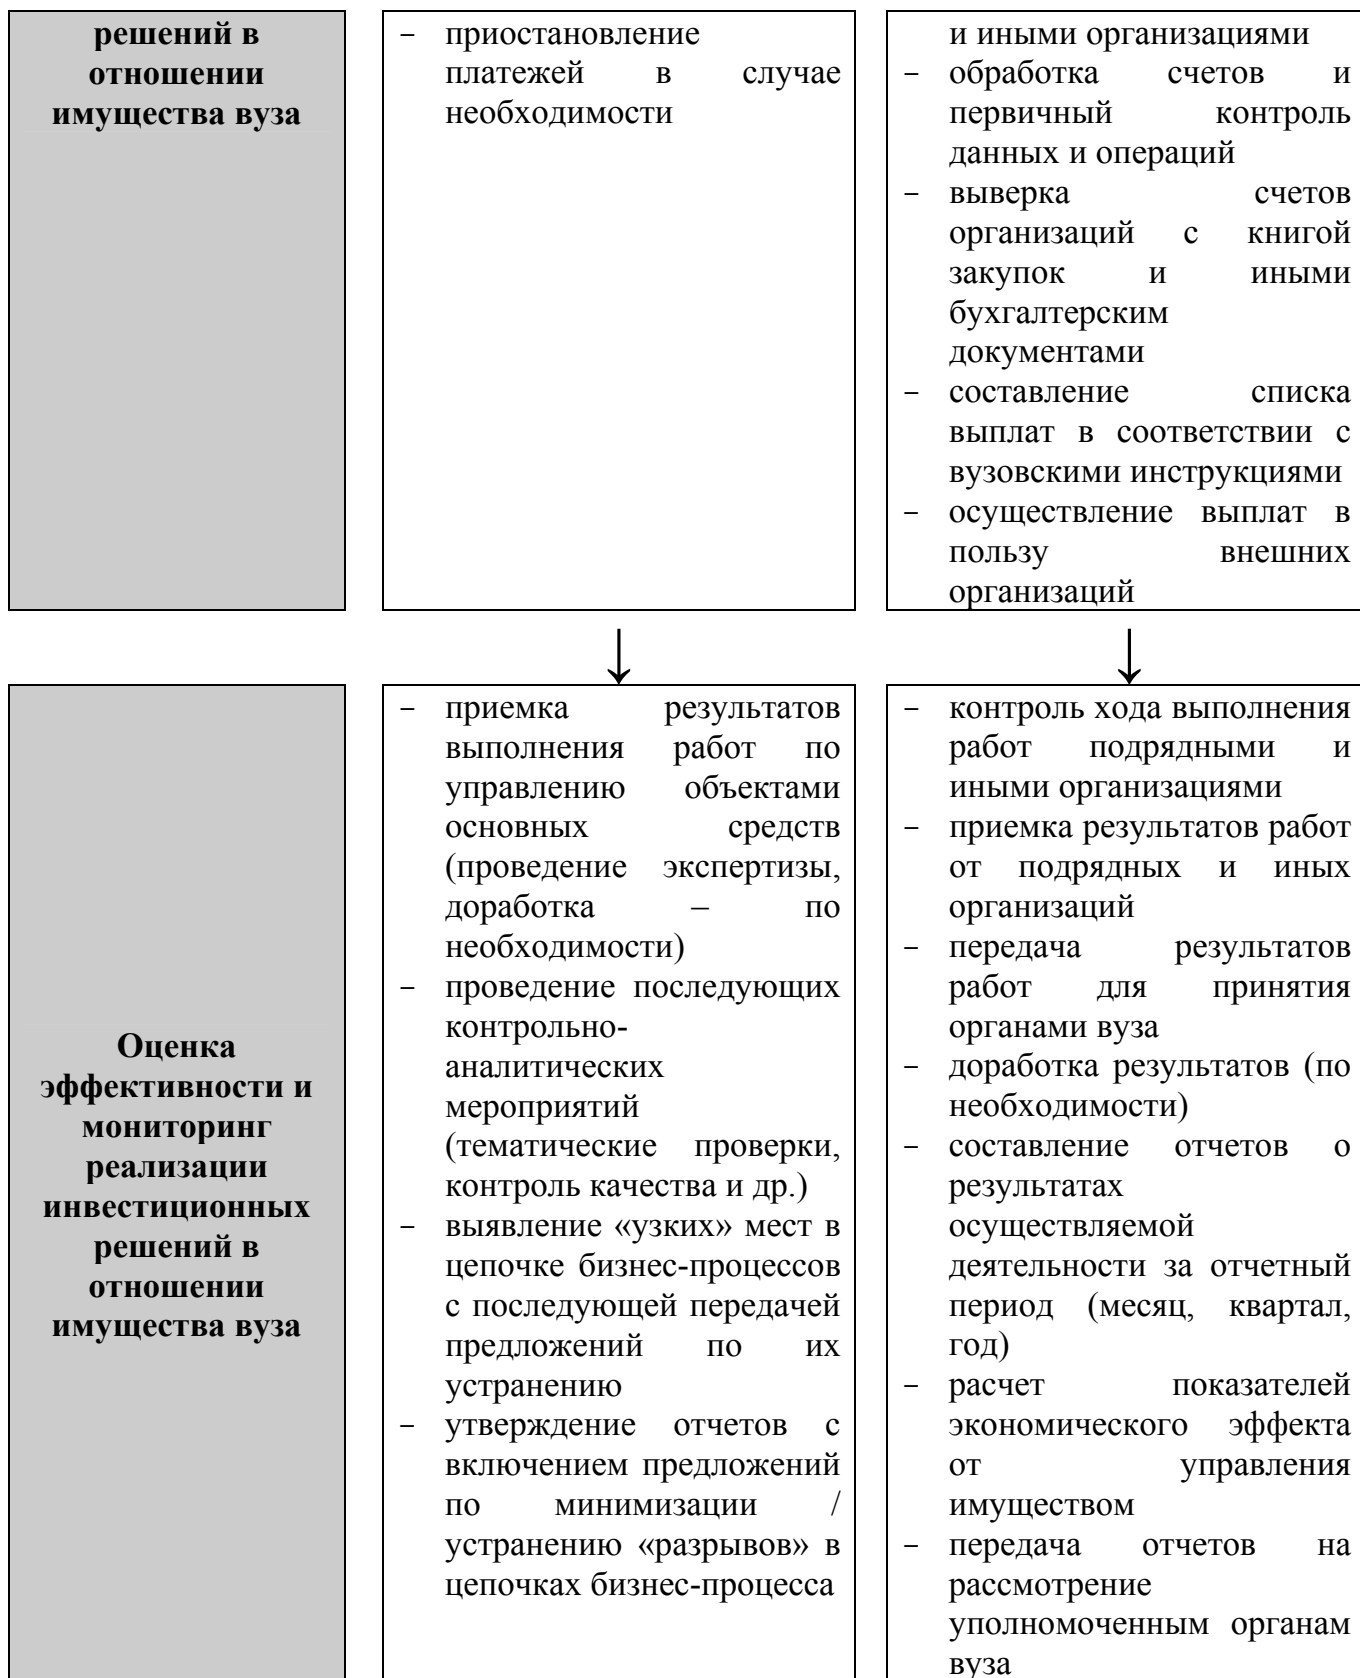 решений в
отношении
имущества вуза
− приостановление
платежей в случае
необходимости
и иными организациями
− обработка счетов и
первичный контроль
данных и операций
− выверка счетов
организаций с книгой
закупок и иными
бухгалтерским
документами
− составление списка
выплат в соответствии с
вузовскими инструкциями
− осуществление выплат в
пользу внешних
организаций
↓ ↓
Оценка
эффективности и
мониторинг
реализации
инвестиционных
решений в
отношении
имущества вуза
− приемка результатов
выполнения работ по
управлению объектами
основных средств
(проведение экспертизы,
доработка – по
необходимости)
− проведение последующих
контрольно-
аналитических
мероприятий
(тематические проверки,
контроль качества и др.)
− выявление «узких» мест в
цепочке бизнес-процессов
с последующей передачей
предложений по их
устранению
− утверждение отчетов с
включением предложений
по минимизации /
устранению «разрывов» в
цепочках бизнес-процесса
− контроль хода выполнения
работ подрядными и
иными организациями
− приемка результатов работ
от подрядных и иных
организаций
− передача результатов
работ для принятия
органами вуза
− доработка результатов (по
необходимости)
− составление отчетов о
результатах
осуществляемой
деятельности за отчетный
период (месяц, квартал,
год)
− расчет показателей
экономического эффекта
от управления
имуществом
− передача отчетов на
рассмотрение
уполномоченным органам
вуза